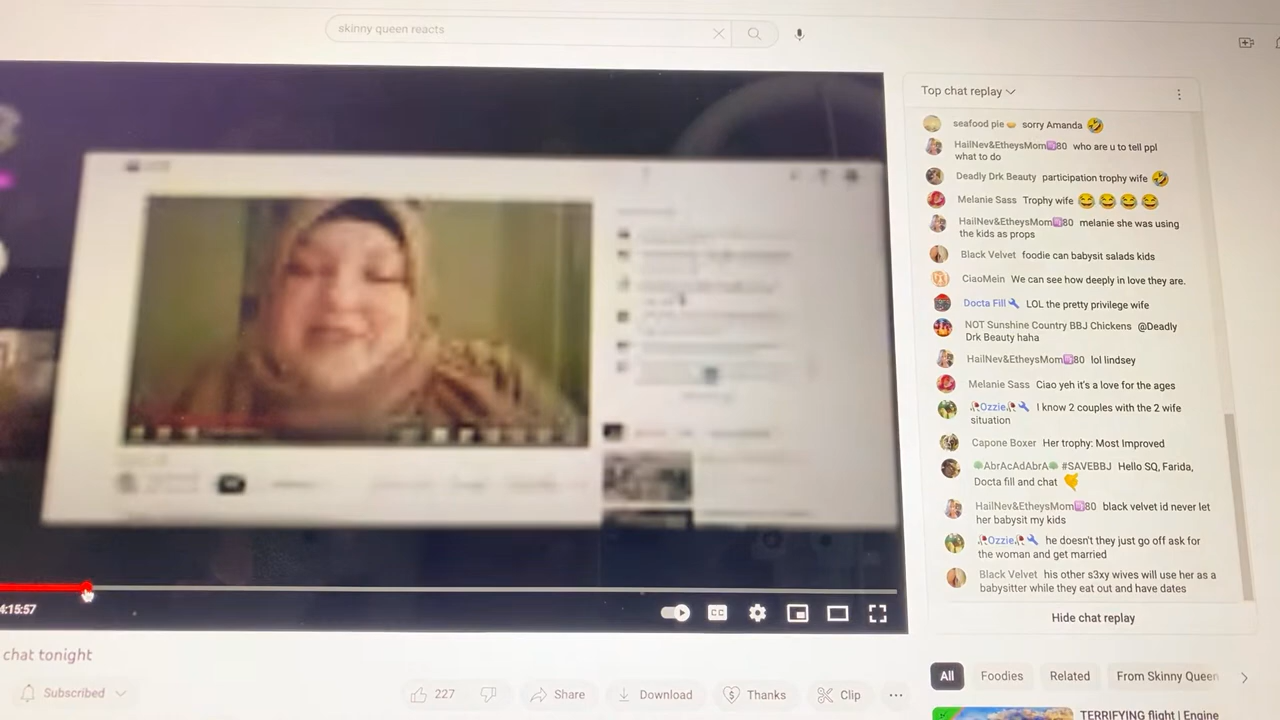 skinny queen reacts
Top chat replay
seafood pie sorry Amanda 🤣
HailNev&EtheysMom♏80 who are u to tell ppl
what to do
Deadly Drk Beauty participation trophy wife 🤣
Melanie Sass Trophy wife 😂 😂 😂 😂
HailNev&EtheysMom♏80 melanie she was using
the kids as props
Black Velvet foodie can babysit salads kids
CiaoMein We can see how deeply in love they are.
Docta Fill LOL the pretty privilege wife
NOT Sunshine Country BBJ Chickens @Deadly
Drk Beauty haha
HailNev&EtheysMom♏80 lol lindsey
Melanie Sass Ciao yeh it's a love for the ages
Ozzie I know 2 couples with the 2 wife
situation
Capone Boxer Her trophy: Most Improved
AbrAcAdAbrA #SAVEBBJ Hello SQ, Farida,
Docta fill and chat
HailNev&EtheysMom♏80 black velvet id never let
her babysit my kids
Ozzie he doesn't they just go off ask for
the woman and get married
Black Velvet his other s3xy wives will use her as a
babysitter while they eat out and have dates
Hide chat replay
4:15:57
CC
chat tonight
Subscribed
227
Share
Download
Thanks
Clip
All
Foodies
Related
From Skinny Queen
TERRIFYING flight | Engine